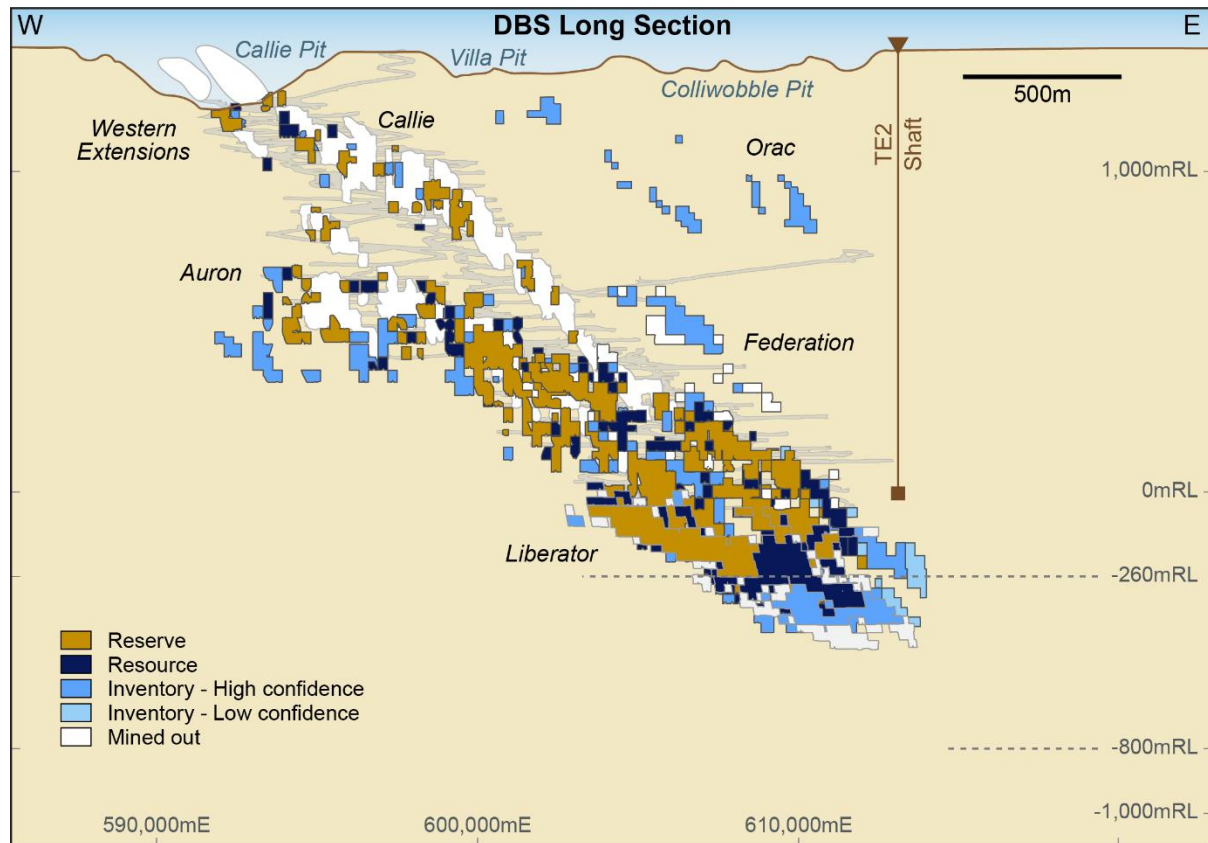 W
DBS Long Section
E
Callie Pit
Villa Pit
Colliwobble Pit
500m
Western
Extensions
Callie
Orac
TE2
Shaft
1,000mRL
Auron
Federation
0mRL
Liberator
-260mRL
Reserve
Resource
Inventory - High confidence
Inventory - Low confidence
Mined out
-800mRL
-1,000mRL
590,000mE
600,000mE
610,000mE